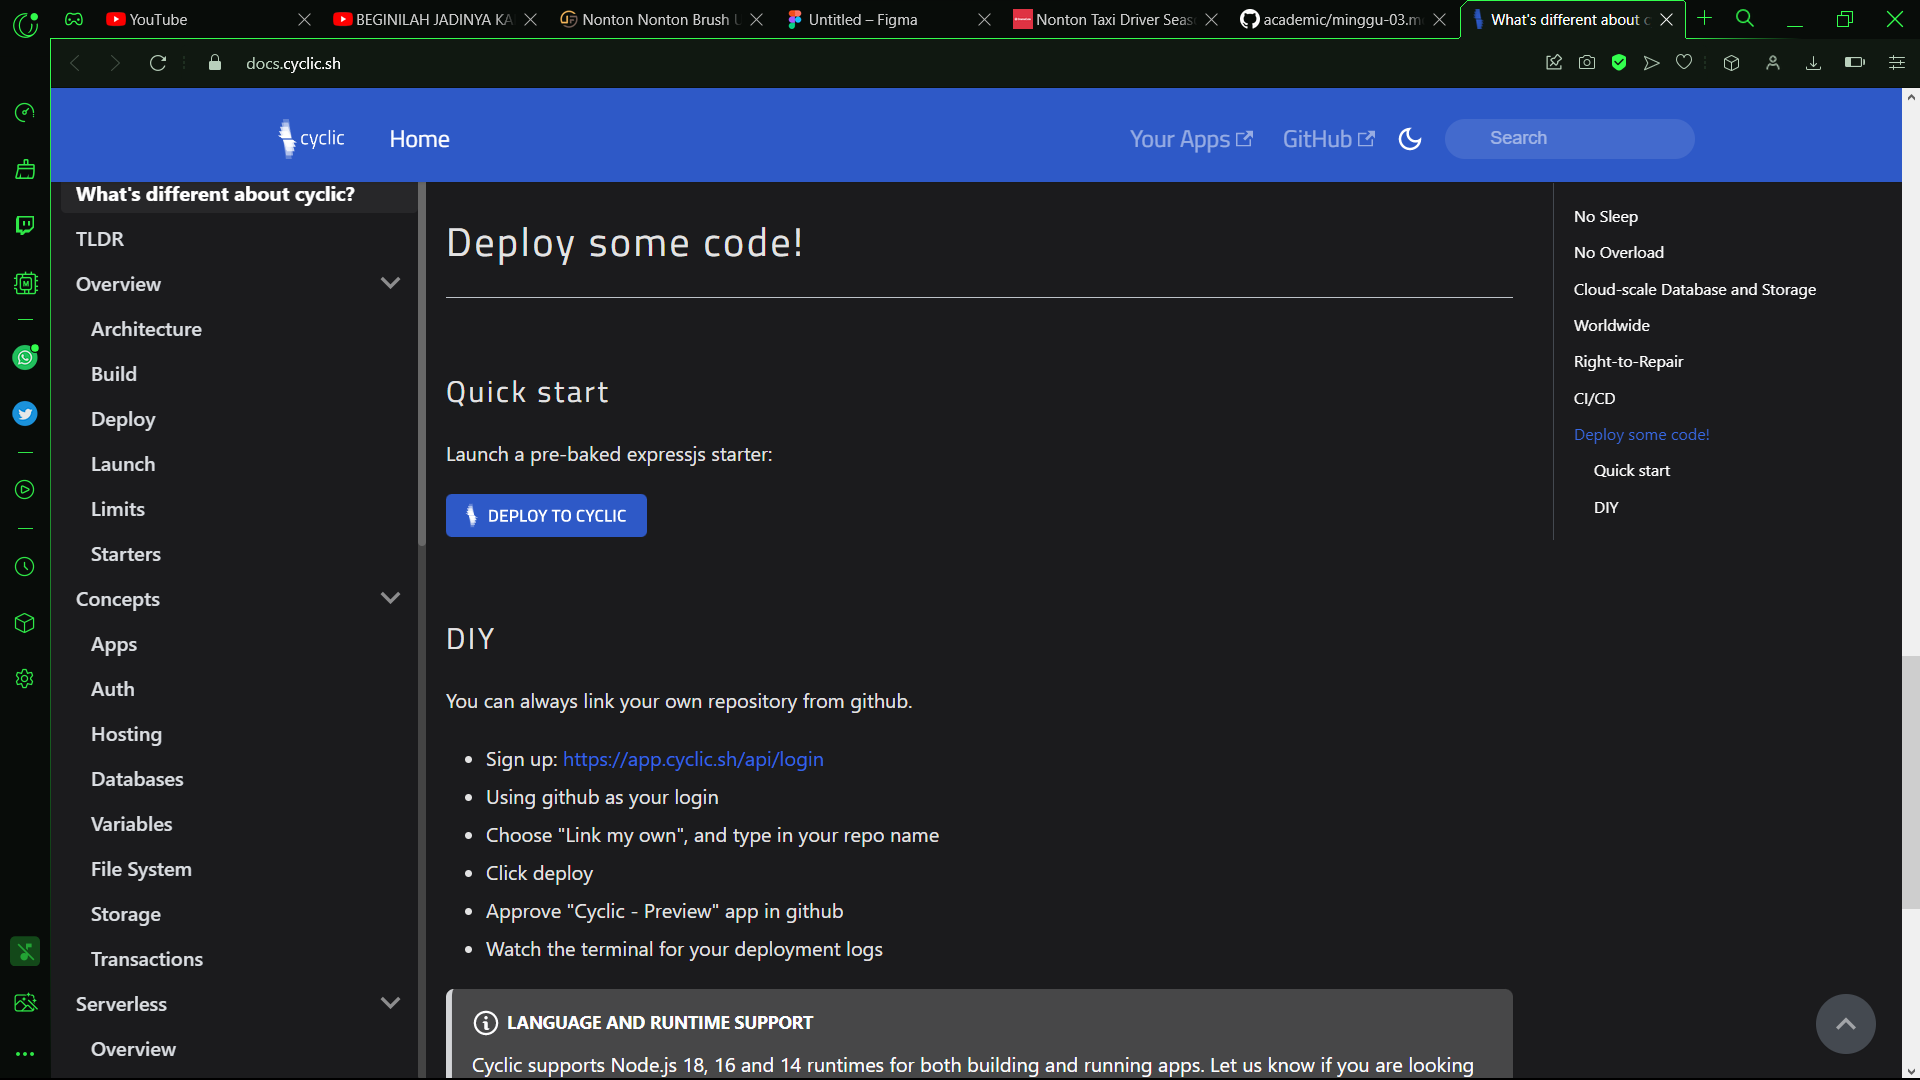 YouTube
BEGINILAH JADINYA KA
Nonton Nonton Brush U
Untitled – Figma
Nonton Taxi Driver Seas
academic/minggu-03.m
What's different about c
docs.cyclic.sh
cyclic
Home
Your Apps
GitHub
Search
What's different about cyclic?
TLDR
Overview
Architecture
Build
Deploy
Launch
Limits
Starters
Concepts
Apps
Auth
Hosting
Databases
Variables
File System
Storage
Transactions
Serverless
Overview
Deploy some code!
Quick start
Launch a pre-baked expressjs starter:
DEPLOY TO CYCLIC
DIY
You can always link your own repository from github.
Sign up: https://app.cyclic.sh/api/login
Using github as your login
Choose "Link my own", and type in your repo name
Click deploy
Approve "Cyclic - Preview" app in github
Watch the terminal for your deployment logs
LANGUAGE AND RUNTIME SUPPORT
Cyclic supports Node.js 18, 16 and 14 runtimes for both building and running apps. Let us know if you are looking
No Sleep
No Overload
Cloud-scale Database and Storage
Worldwide
Right-to-Repair
CI/CD
Deploy some code!
Quick start
DIY